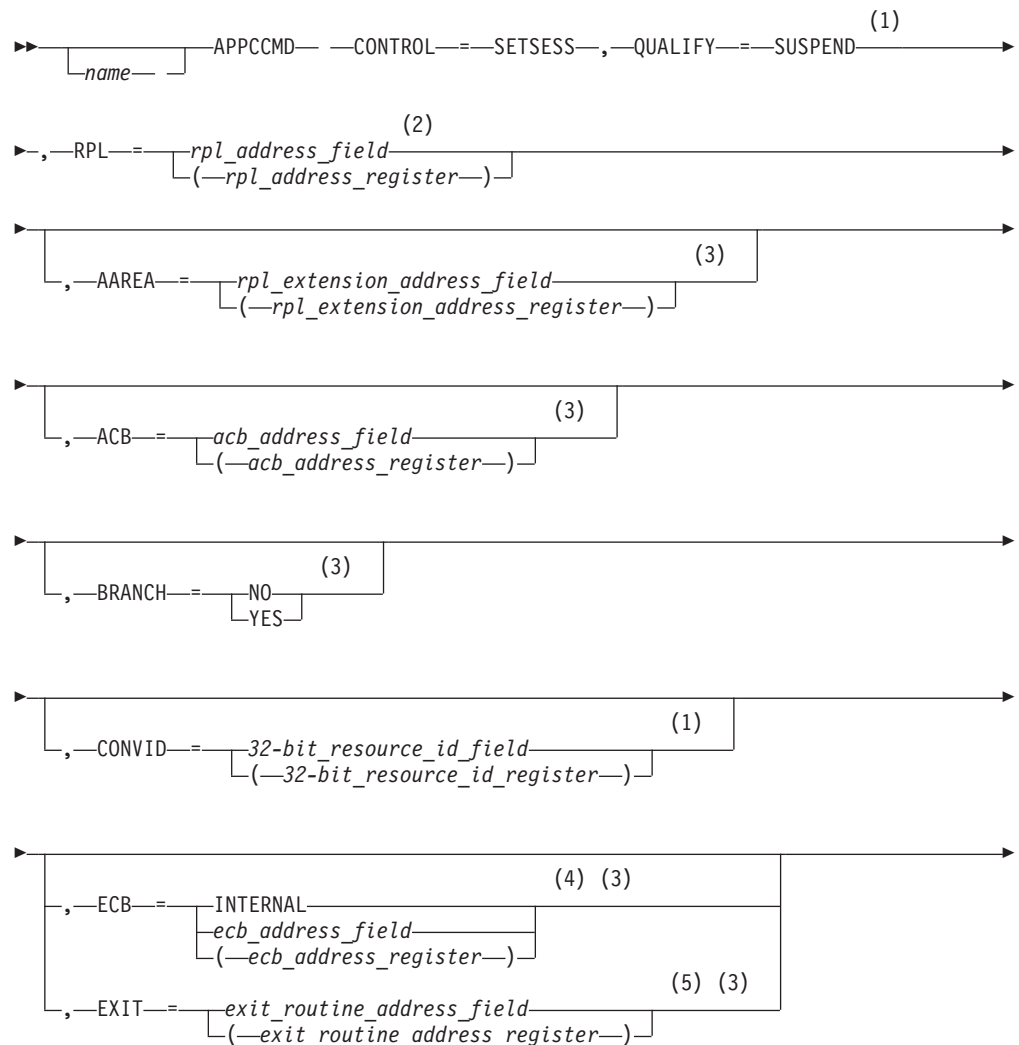 (1)
APPCCMD CONTROL = SETSESS , QUALIFY = SUSPEND
name
(2)
, RPL = rpl_address_field
( rpl_address_register )
(3)
, AAREA = rpl_extension_address_field
( rpl_extension_address_register )
(3)
, ACB = acb_address_field
( acb_address_register )
(3)
, BRANCH = NO
YES
(1)
, CONVID = 32-bit_resource_id_field
( 32-bit_resource_id_register )
(4) (3)
, ECB = INTERNAL
ecb_address_field
( ecb_address_register )
(5) (3)
, EXIT = exit_routine_address_field
( exit routine address register )